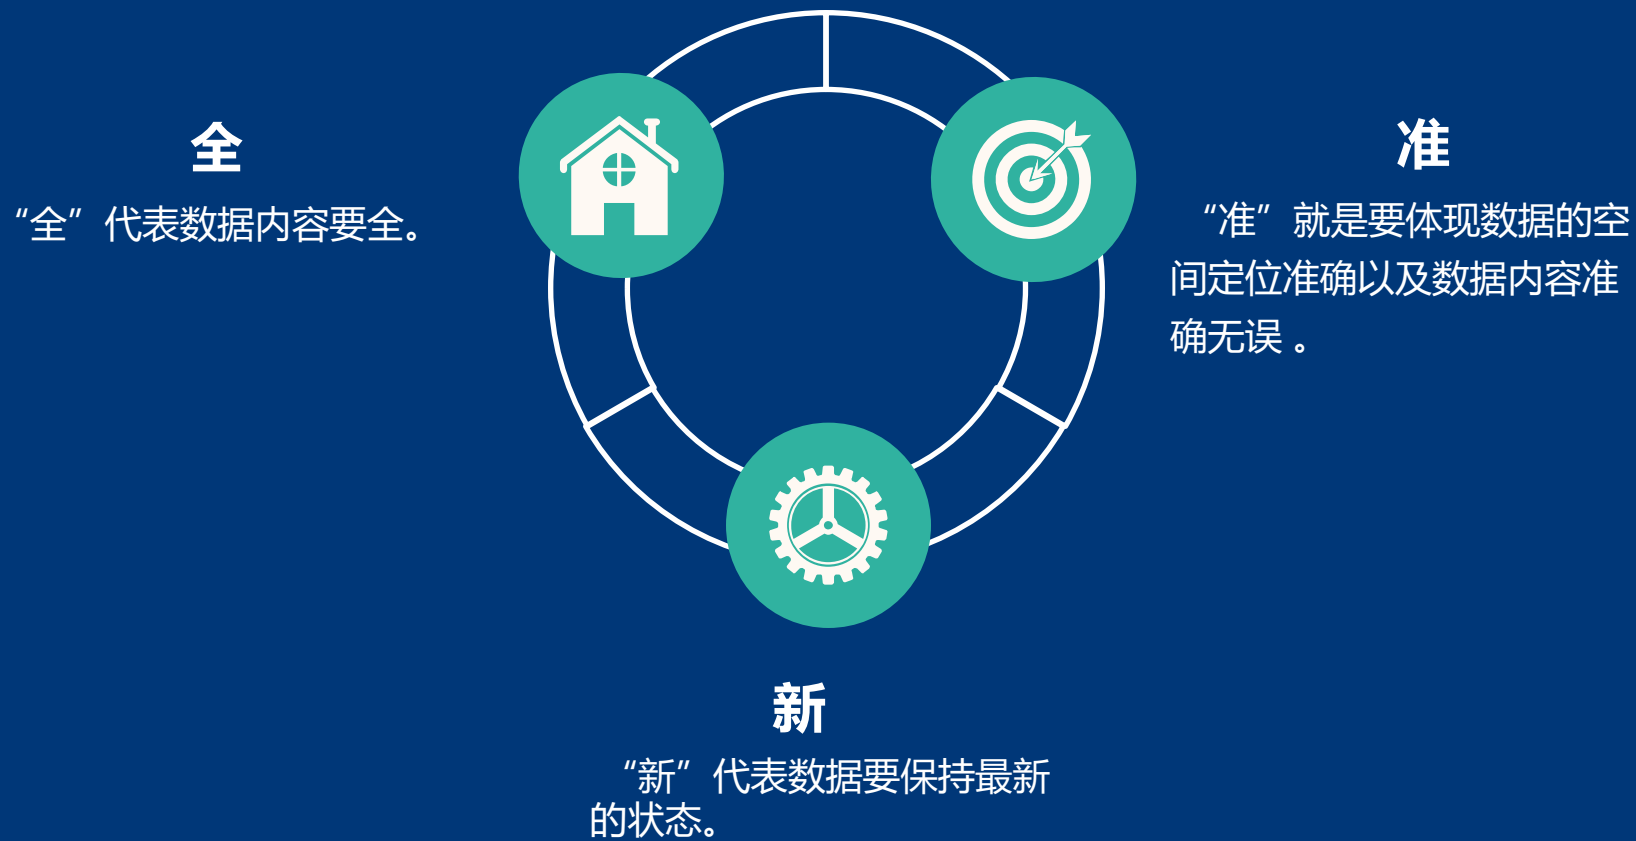 全
“全”代表数据内容要全。
准
“准”就是要体现数据的空
间定位准确以及数据内容准
确无误 。
新
“新”代表数据要保持最新
的状态。